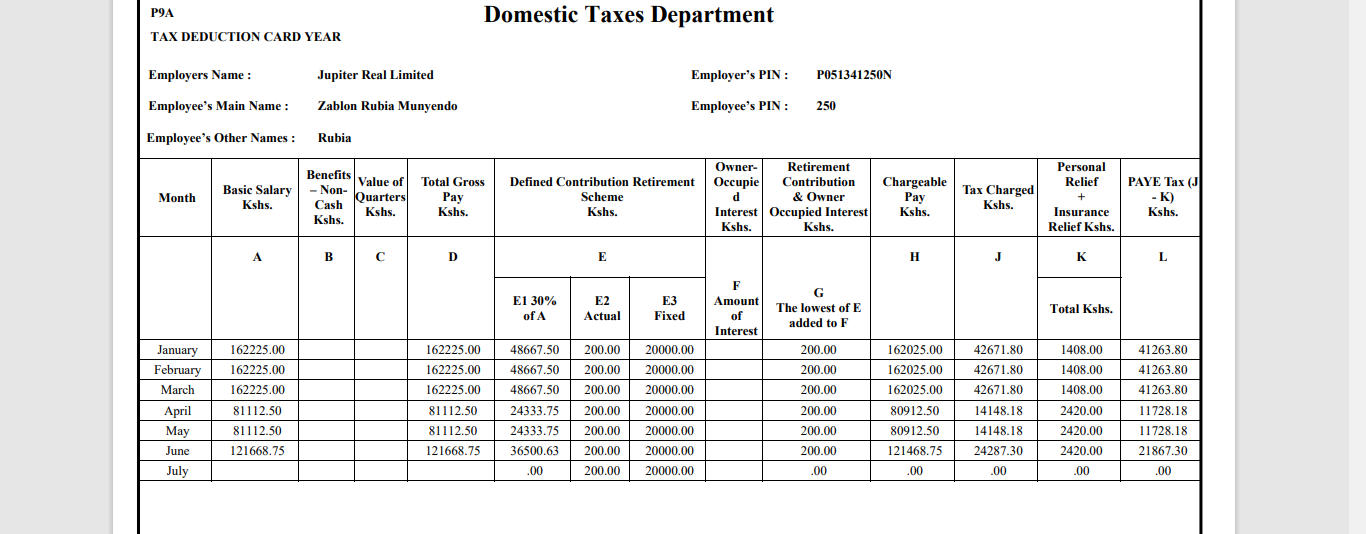 P9A
Domestic Taxes Department
TAX DEDUCTION CARD YEAR
Employers Name : Jupiter Real Limited Employer's PIN : P051341250N
Employee's Main Name : Zablon Rubia Munyendo Employee's PIN : 250
Employee's Other Names : Rubia
Month Basic Salary Kshs. Benefits – Non-Cash Kshs. Value of Quarters Kshs. Total Gross Pay Kshs. Defined Contribution Retirement Scheme Kshs. Owner-Occupie d Interest Kshs. Retirement Contribution & Owner Occupied Interest Kshs. Chargeable Pay Kshs. Tax Charged Kshs. Personal Relief + Insurance Relief Kshs. PAYE Tax (J - K) Kshs.
A B C D E H J K L
E1 30% of A E2 Actual E3 Fixed F Amount of Interest G The lowest of E added to F Total Kshs.
January 162225.00 162225.00 48667.50 200.00 20000.00 200.00 162025.00 42671.80 1408.00 41263.80
February 162225.00 162225.00 48667.50 200.00 20000.00 200.00 162025.00 42671.80 1408.00 41263.80
March 162225.00 162225.00 48667.50 200.00 20000.00 200.00 162025.00 42671.80 1408.00 41263.80
April 81112.50 81112.50 24333.75 200.00 20000.00 200.00 80912.50 14148.18 2420.00 11728.18
May 81112.50 81112.50 24333.75 200.00 20000.00 200.00 80912.50 14148.18 2420.00 11728.18
June 121668.75 121668.75 36500.63 200.00 20000.00 200.00 121468.75 24287.30 2420.00 21867.30
July .00 200.00 20000.00 .00 .00 .00 .00 .00